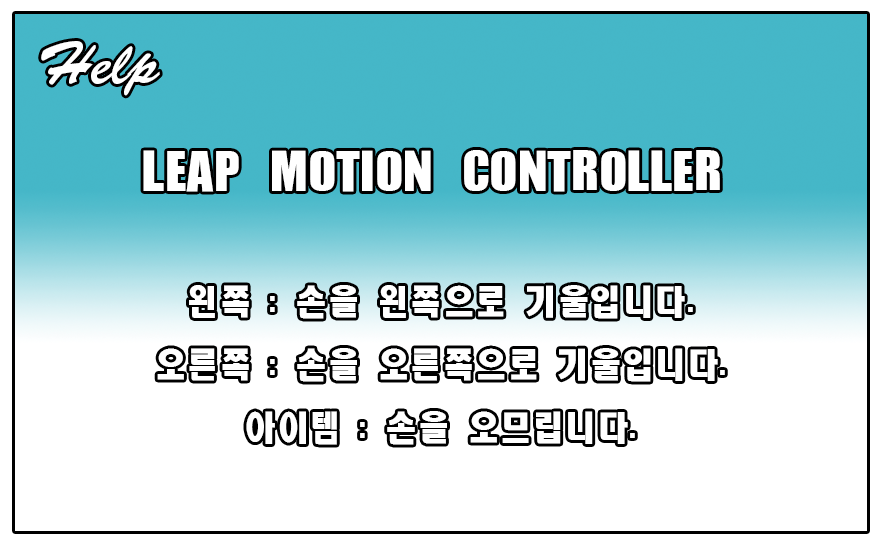 Help
LEAP MOTION CONTROLLER
왼쪽 : 손을 왼쪽으로 기울입니다.
오른쪽 : 손을 오른쪽으로 기울입니다.
아이템 : 손을 오므립니다.